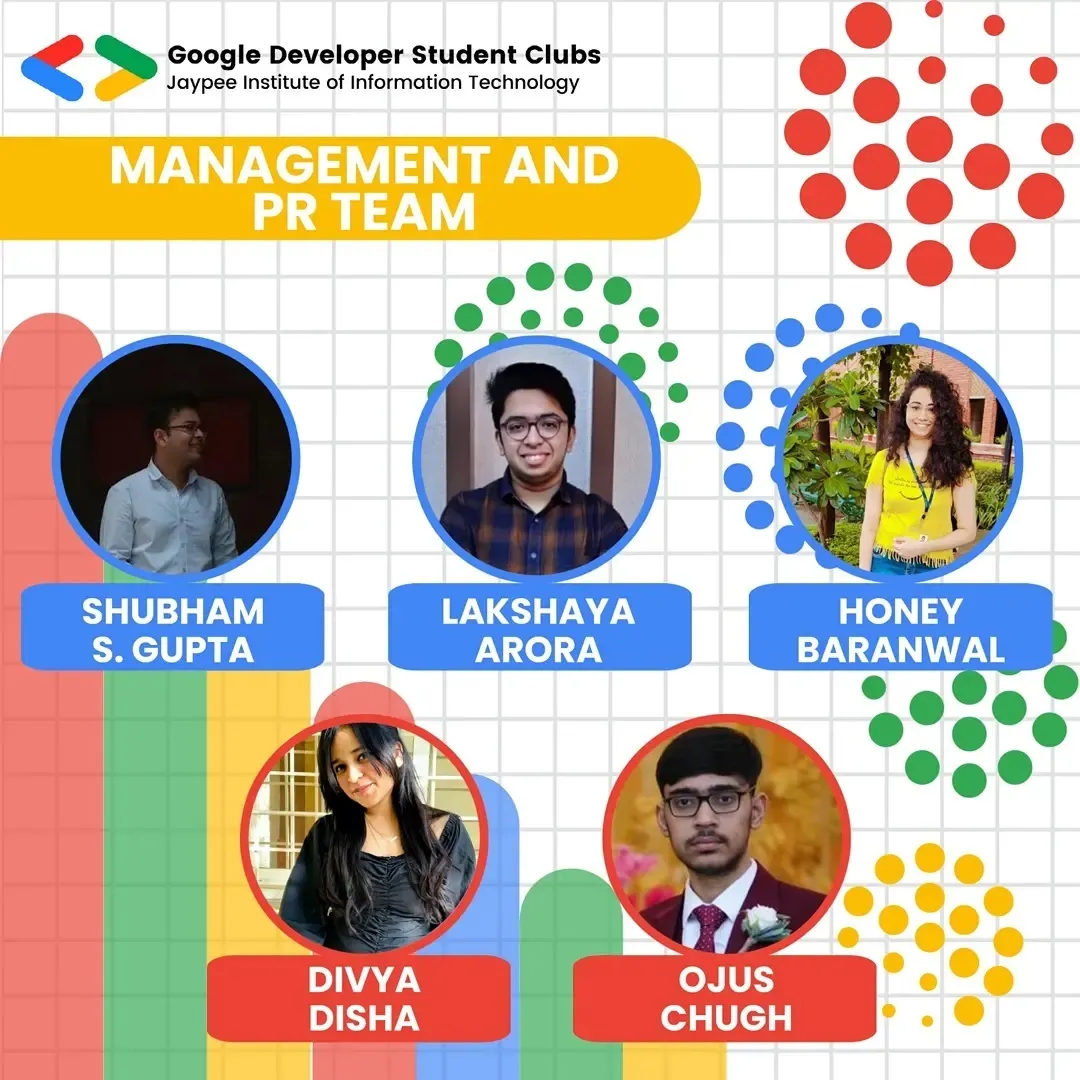 Google Developer Student Clubs
Jaypee Institute of Information Technology
MANAGEMENT AND
PR TEAM
SHUBHAM
S. GUPTA
LAKSHAYA
ARORA
HONEY
BARANWAL
DIVYA
DISHA
OJUS
CHUGH